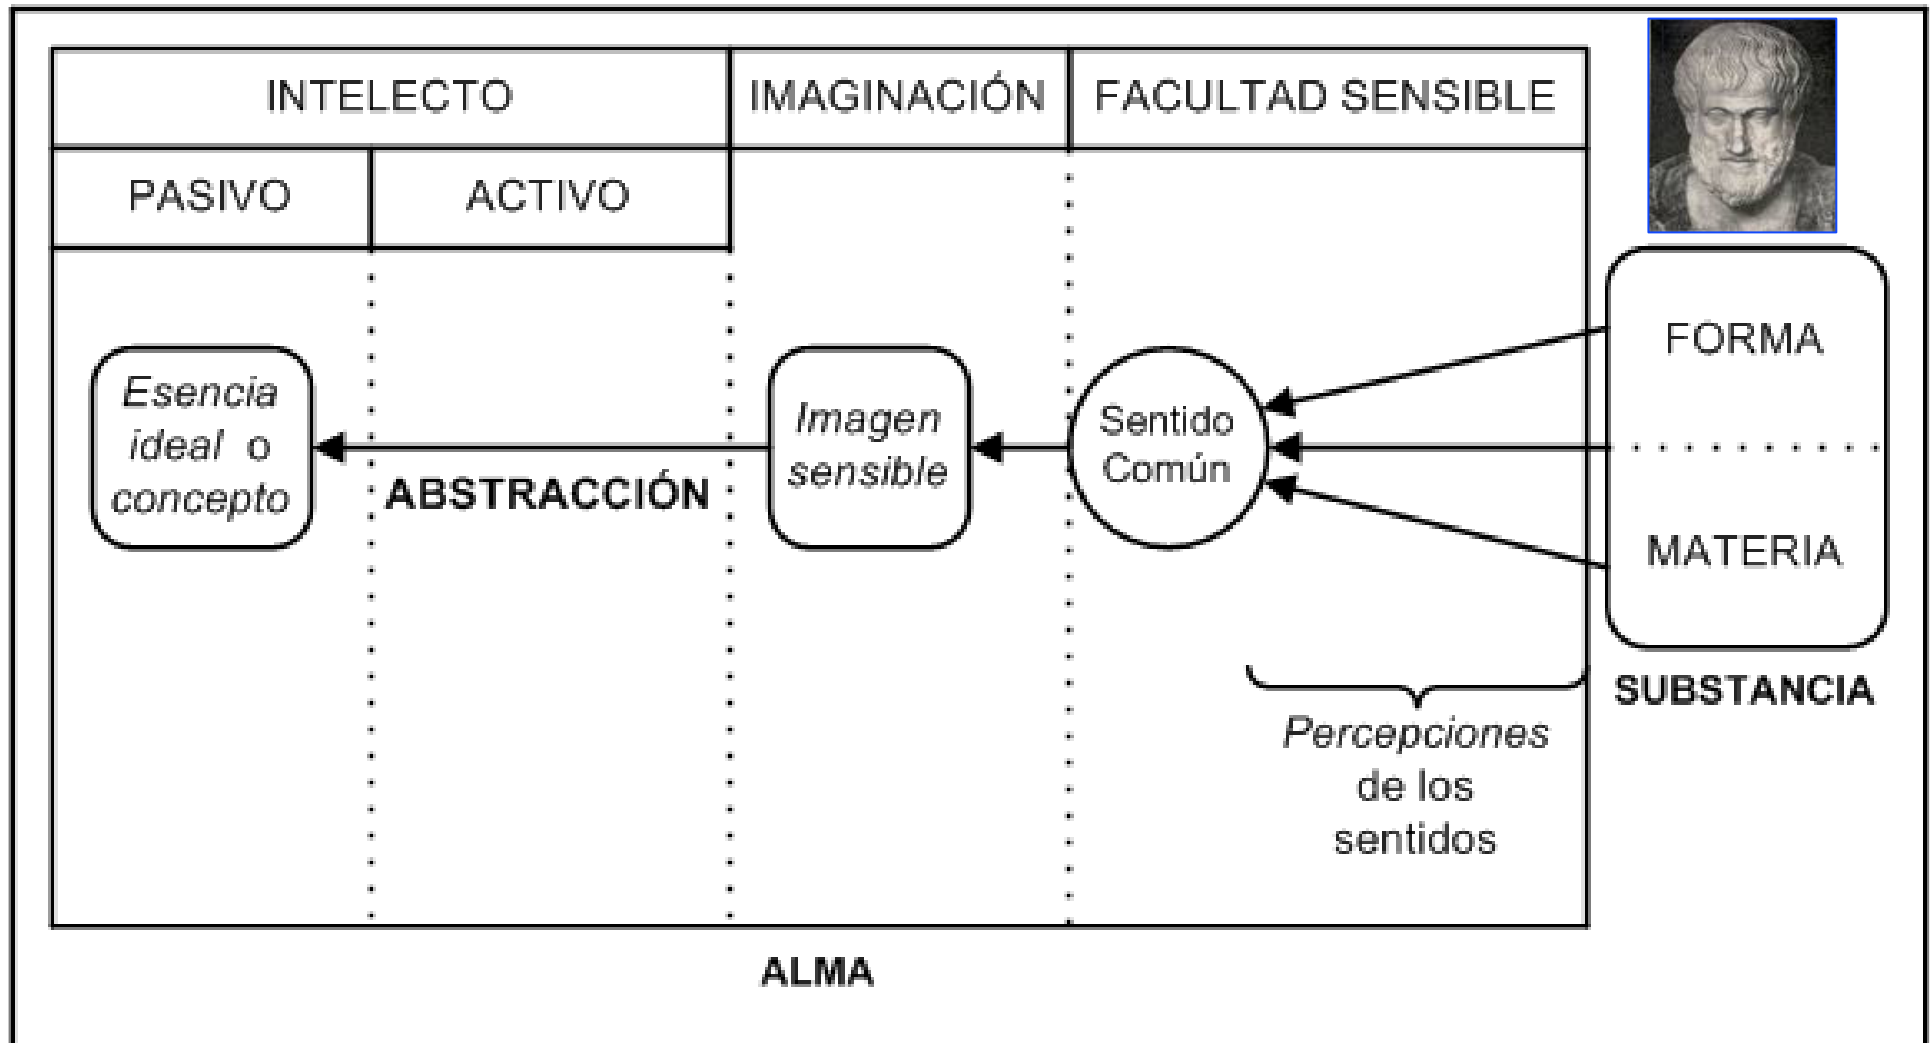 INTELECTO
IMAGINACIÓN
FACULTAD SENSIBLE
PASIVO
ACTIVO
Esencia
ideal o
concepto
ABSTRACCIÓN
Imagen
sensible
Sentido
Común
FORMA
MATERIA
SUBSTANCIA
Percepciones
de los
sentidos
ALMA